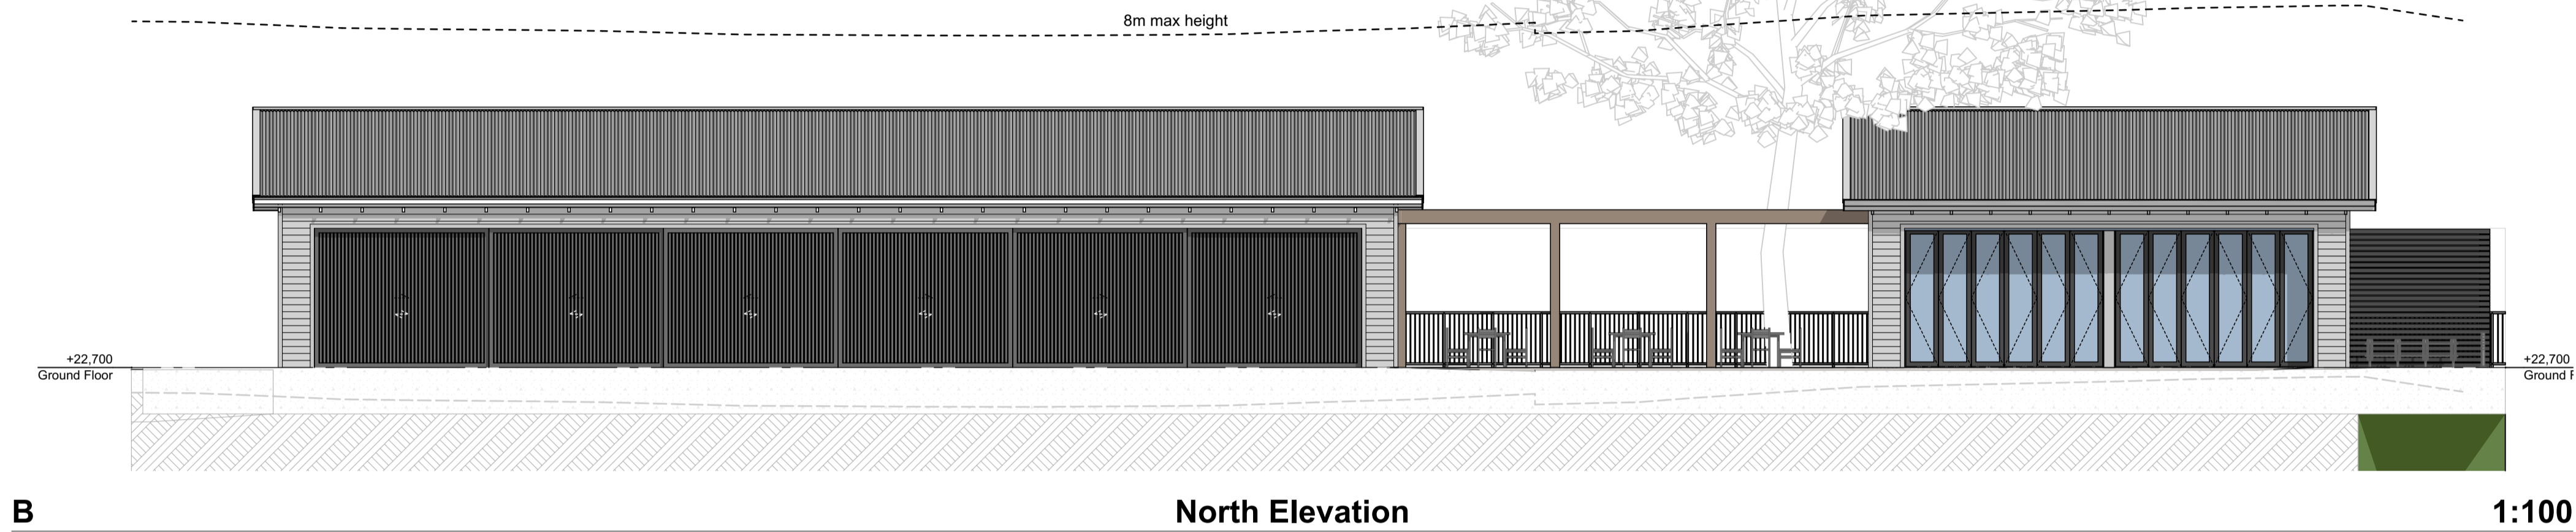 8m max height
+22,700
Ground Floor
+22,700
Ground F
B
North Elevation
1:100